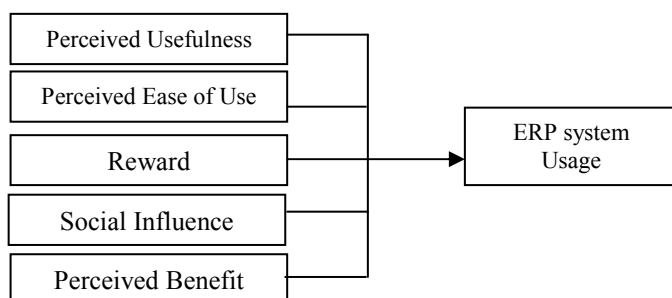 Perceived Usefulness
Perceived Ease of Use
Reward
Social Influence
Perceived Benefit
ERP system
Usage